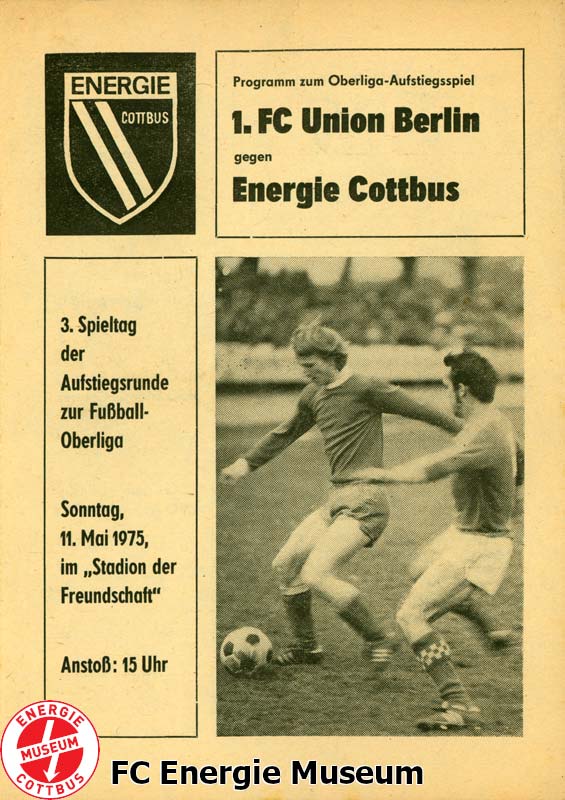 ENERGIE
COTTBUS
Programm zum Oberliga-Aufstiegsspiel
1. FC Union Berlin
gegen
Energie Cottbus
3. Spieltag
der
Aufstiegsrunde
zur Fußball-
Oberliga
Sonntag,
11. Mai 1975,
im „Stadion der
Freundschaft“
Anstoß: 15 Uhr
ENERGIE
MUSEUM
COTTBUS
FC Energie Museum